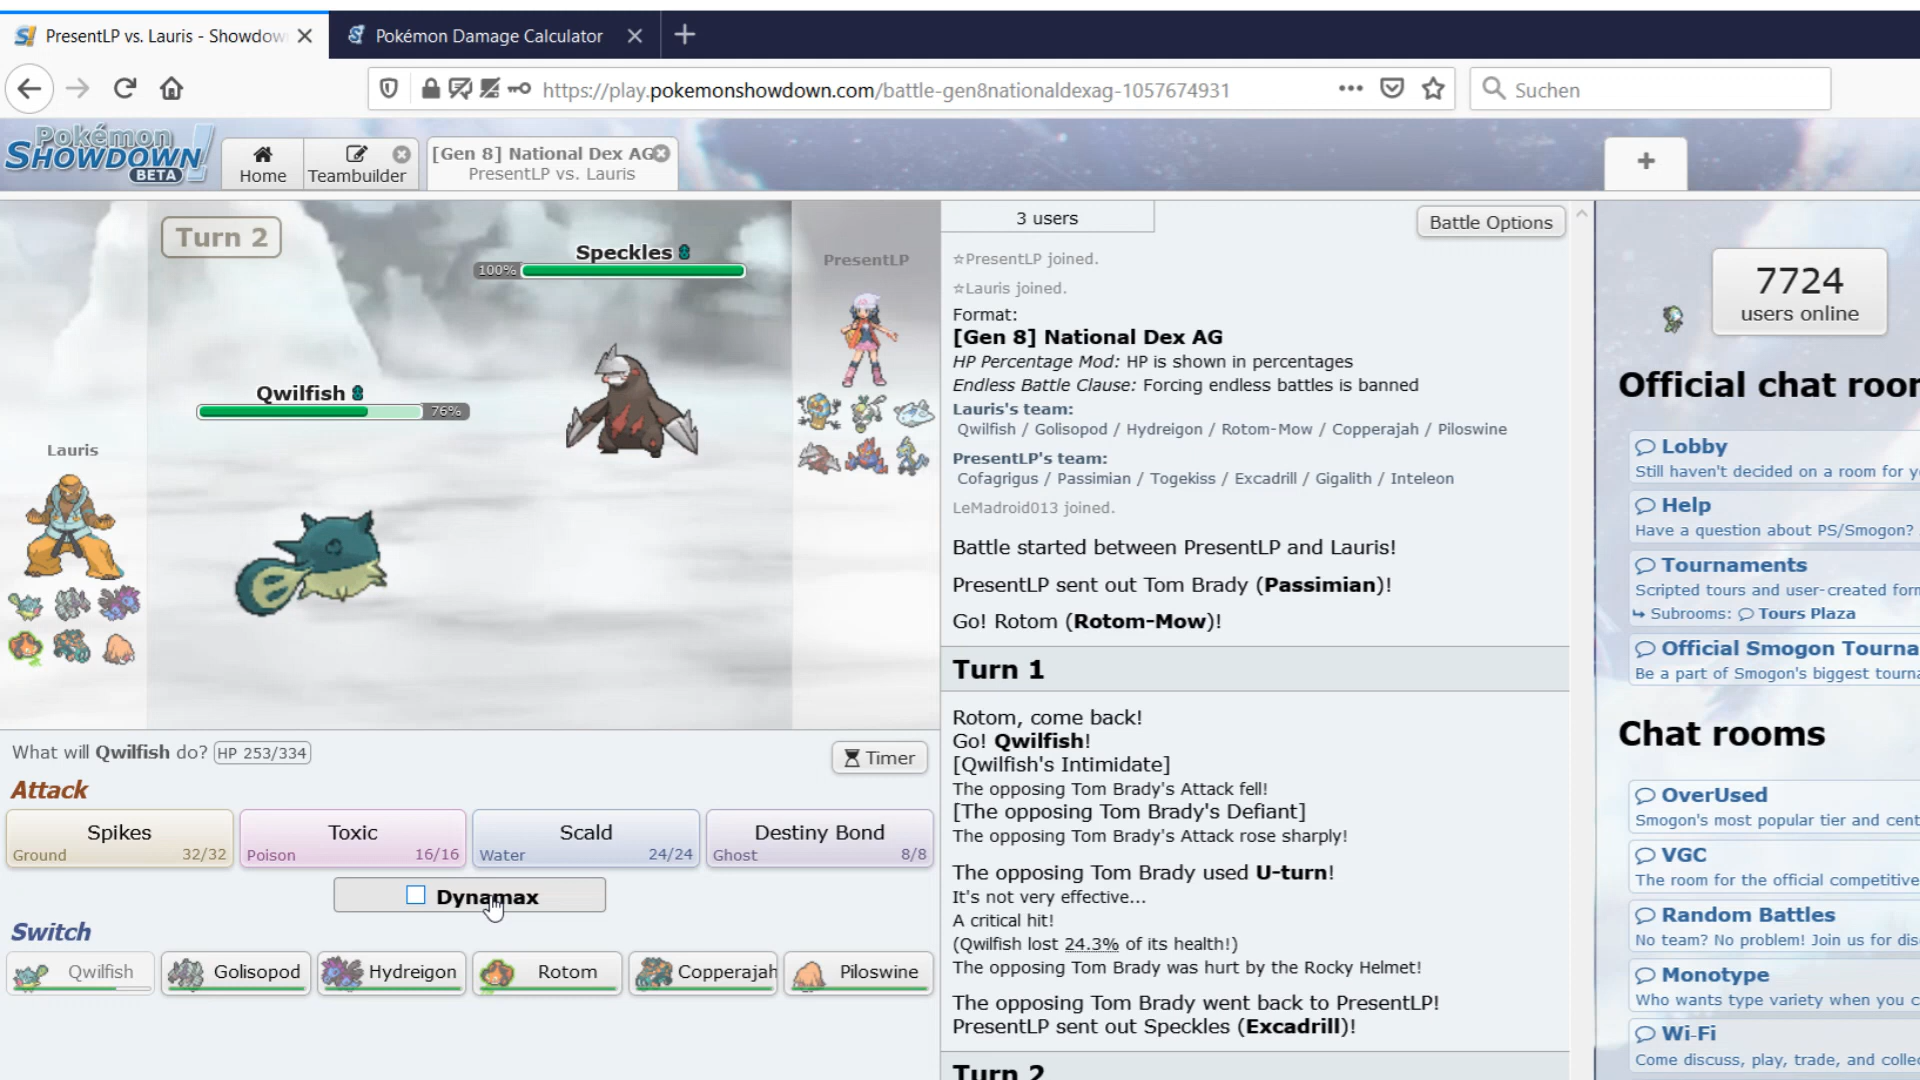 PresentLP vs. Lauris - Showdow
Pokémon Damage Calculator
https://play.pokemonshowdown.com/battle-gen8nationaldexag-1057674931
Suchen
Pokémon
SHOWDOWN!
BETA
Home
Teambuilder
[Gen 8] National Dex AG
PresentLP vs. Lauris
Turn 2
Speckles
100%
Qwilfish
76%
Lauris
PresentLP
3 users
Battle Options
☆PresentLP joined.
☆Lauris joined.
Format:
[Gen 8] National Dex AG
HP Percentage Mod: HP is shown in percentages
Endless Battle Clause: Forcing endless battles is banned
Lauris's team:
Qwilfish / Golisopod / Hydreigon / Rotom-Mow / Copperajah / Piloswine
PresentLP's team:
Cofagrigus / Passimian / Togekiss / Excadrill / Gigalith / Inteleon
LeMadroid013 joined.
Battle started between PresentLP and Lauris!
PresentLP sent out Tom Brady (Passimian)!
Go! Rotom (Rotom-Mow)!
Turn 1
Rotom, come back!
Go! Qwilfish!
[Qwilfish's Intimidate]
The opposing Tom Brady's Attack fell!
[The opposing Tom Brady's Defiant]
The opposing Tom Brady's Attack rose sharply!
The opposing Tom Brady used U-turn!
It's not very effective...
A critical hit!
(Qwilfish lost 24.3% of its health!)
The opposing Tom Brady was hurt by the Rocky Helmet!
The opposing Tom Brady went back to PresentLP!
PresentLP sent out Speckles (Excadrill)!
Turn 2
What will Qwilfish do? HP 253/334
Timer
Attack
Spikes
Ground 32/32
Toxic
Poison 16/16
Scald
Water 24/24
Destiny Bond
Ghost 8/8
Dynamax
Switch
Qwilfish
Golisopod
Hydreigon
Rotom
Copperajah
Piloswine
7724
users online
Official chat roor
Lobby
Still haven't decided on a room for y
Help
Have a question about PS/Smogon?
Tournaments
Scripted tours and user-created forn
↳ Subrooms: Tours Plaza
Official Smogon Tourna
Be a part of Smogon's biggest tourna
Chat rooms
OverUsed
Smogon's most popular tier and cent
VGC
The room for the official competitive
Random Battles
No team? No problem! Join us for dis
Monotype
Who wants type variety when you c
Wi-Fi
Come discuss, play, trade, and colle